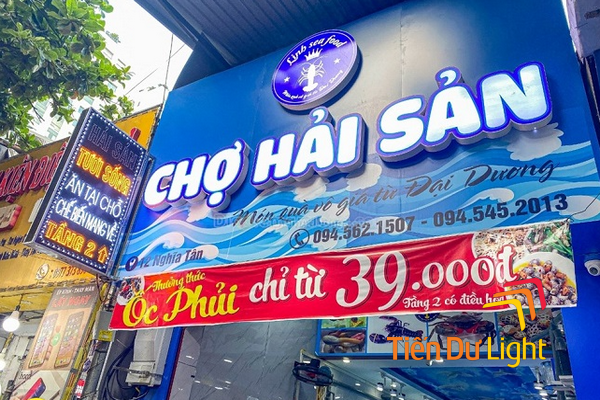 Linh sea food
CHỢ HẢI SẢN
Món quà vô giá từ Đại Dương
094.562.1507 - 094.545.2013
12 Nghĩa Tân
HẢI SẢN
TƯƠI SỐNG
ĂN TẠI CHỖ
CHẾ BIẾN MANG VỀ
TẦNG 2
Thưởng thức
Ốc Phủi chỉ từ 39.000đ
Tầng 2 có điều hoà
Tiến Dư Light